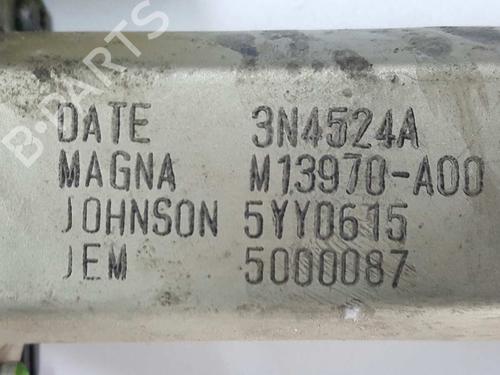 B-PARTS
DATE 3N4524A
MAGNA M13970-A00
JOHNSON 5YY0615
JEM 5000087